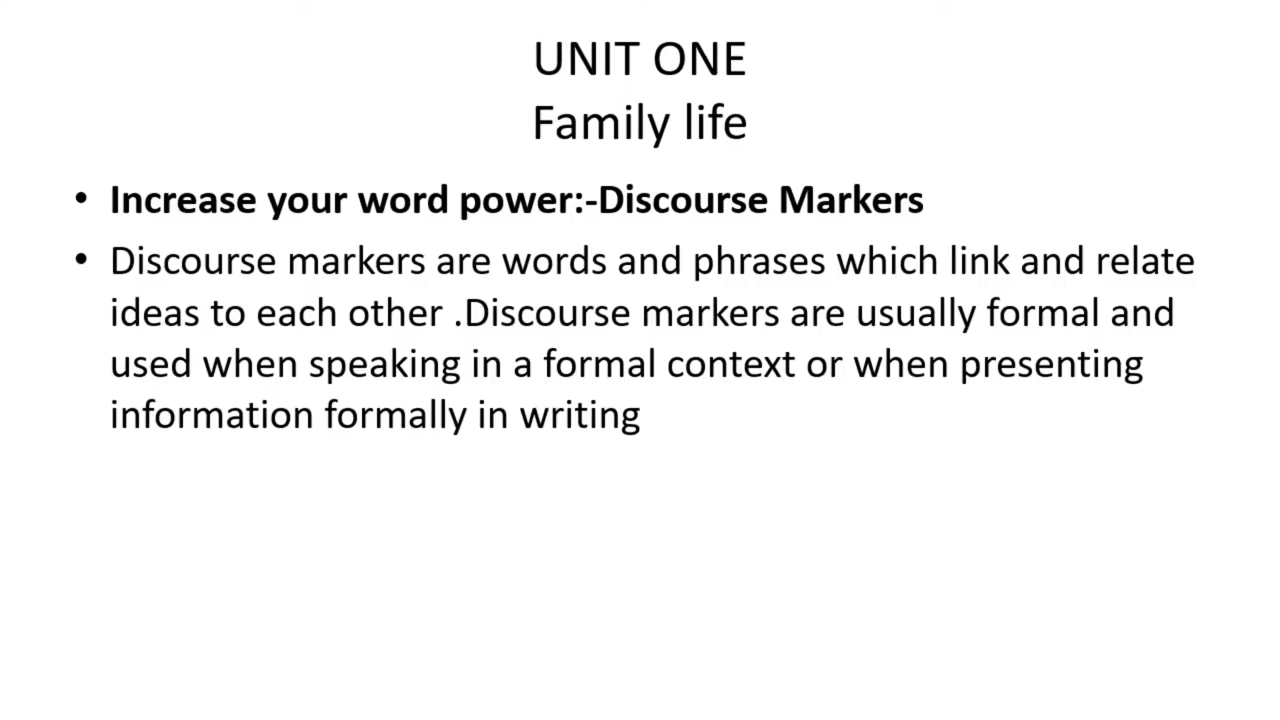 UNIT ONE
Family life
• Increase your word power:-Discourse Markers
• Discourse markers are words and phrases which link and relate
ideas to each other .Discourse markers are usually formal and
used when speaking in a formal context or when presenting
information formally in writing